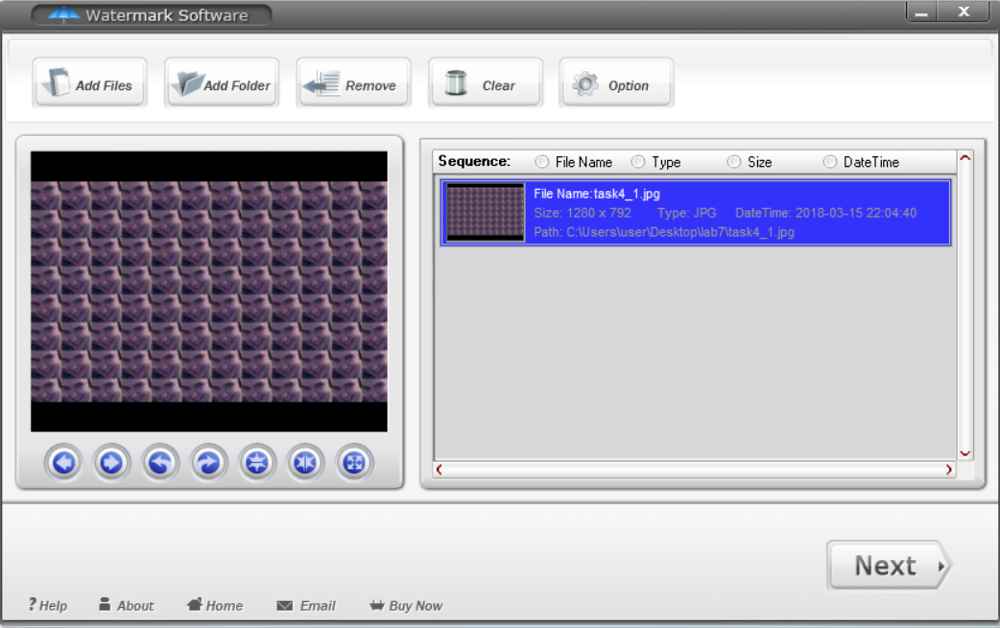 Watermark Software
Add Files Add Folder Remove Clear Option
Sequence: File Name Type Size DateTime
File Name:task4_1.jpg
Size: 1280 x 792 Type: JPG DateTime: 2018-03-15 22:04:40
Path: C:\Users\user\Desktop\lab7\task4_1.jpg
Next
? Help About Home Email Buy Now